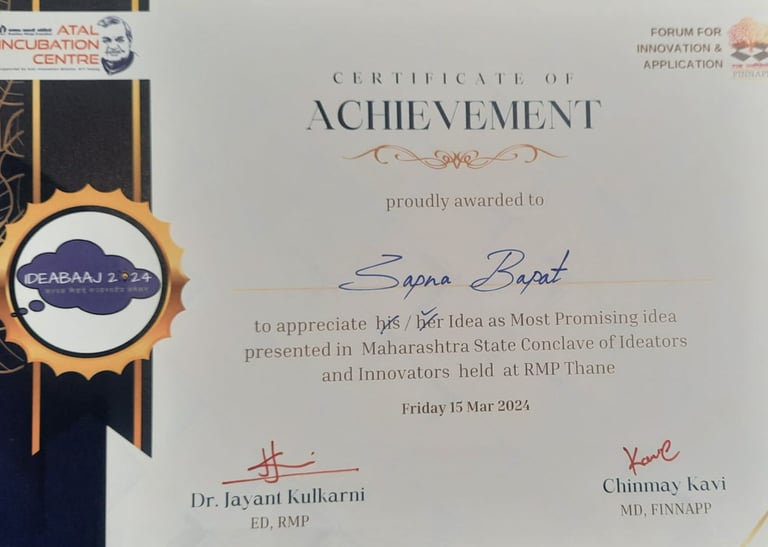 ATAL
INCUBATION
CENTRE
FORUM FOR
INNOVATION &
APPLICATION
FINNAPP
CERTIFICATE OF
ACHIEVEMENT
proudly awarded to
Sapna Bapat
IDEABAAJ 2024
to appreciate his / her Idea as Most Promising idea
presented in Maharashtra State Conclave of Ideators
and Innovators held at RMP Thane
Friday 15 Mar 2024
Dr. Jayant Kulkarni
ED, RMP
Kavi
Chinmay Kavi
MD, FINNAPP